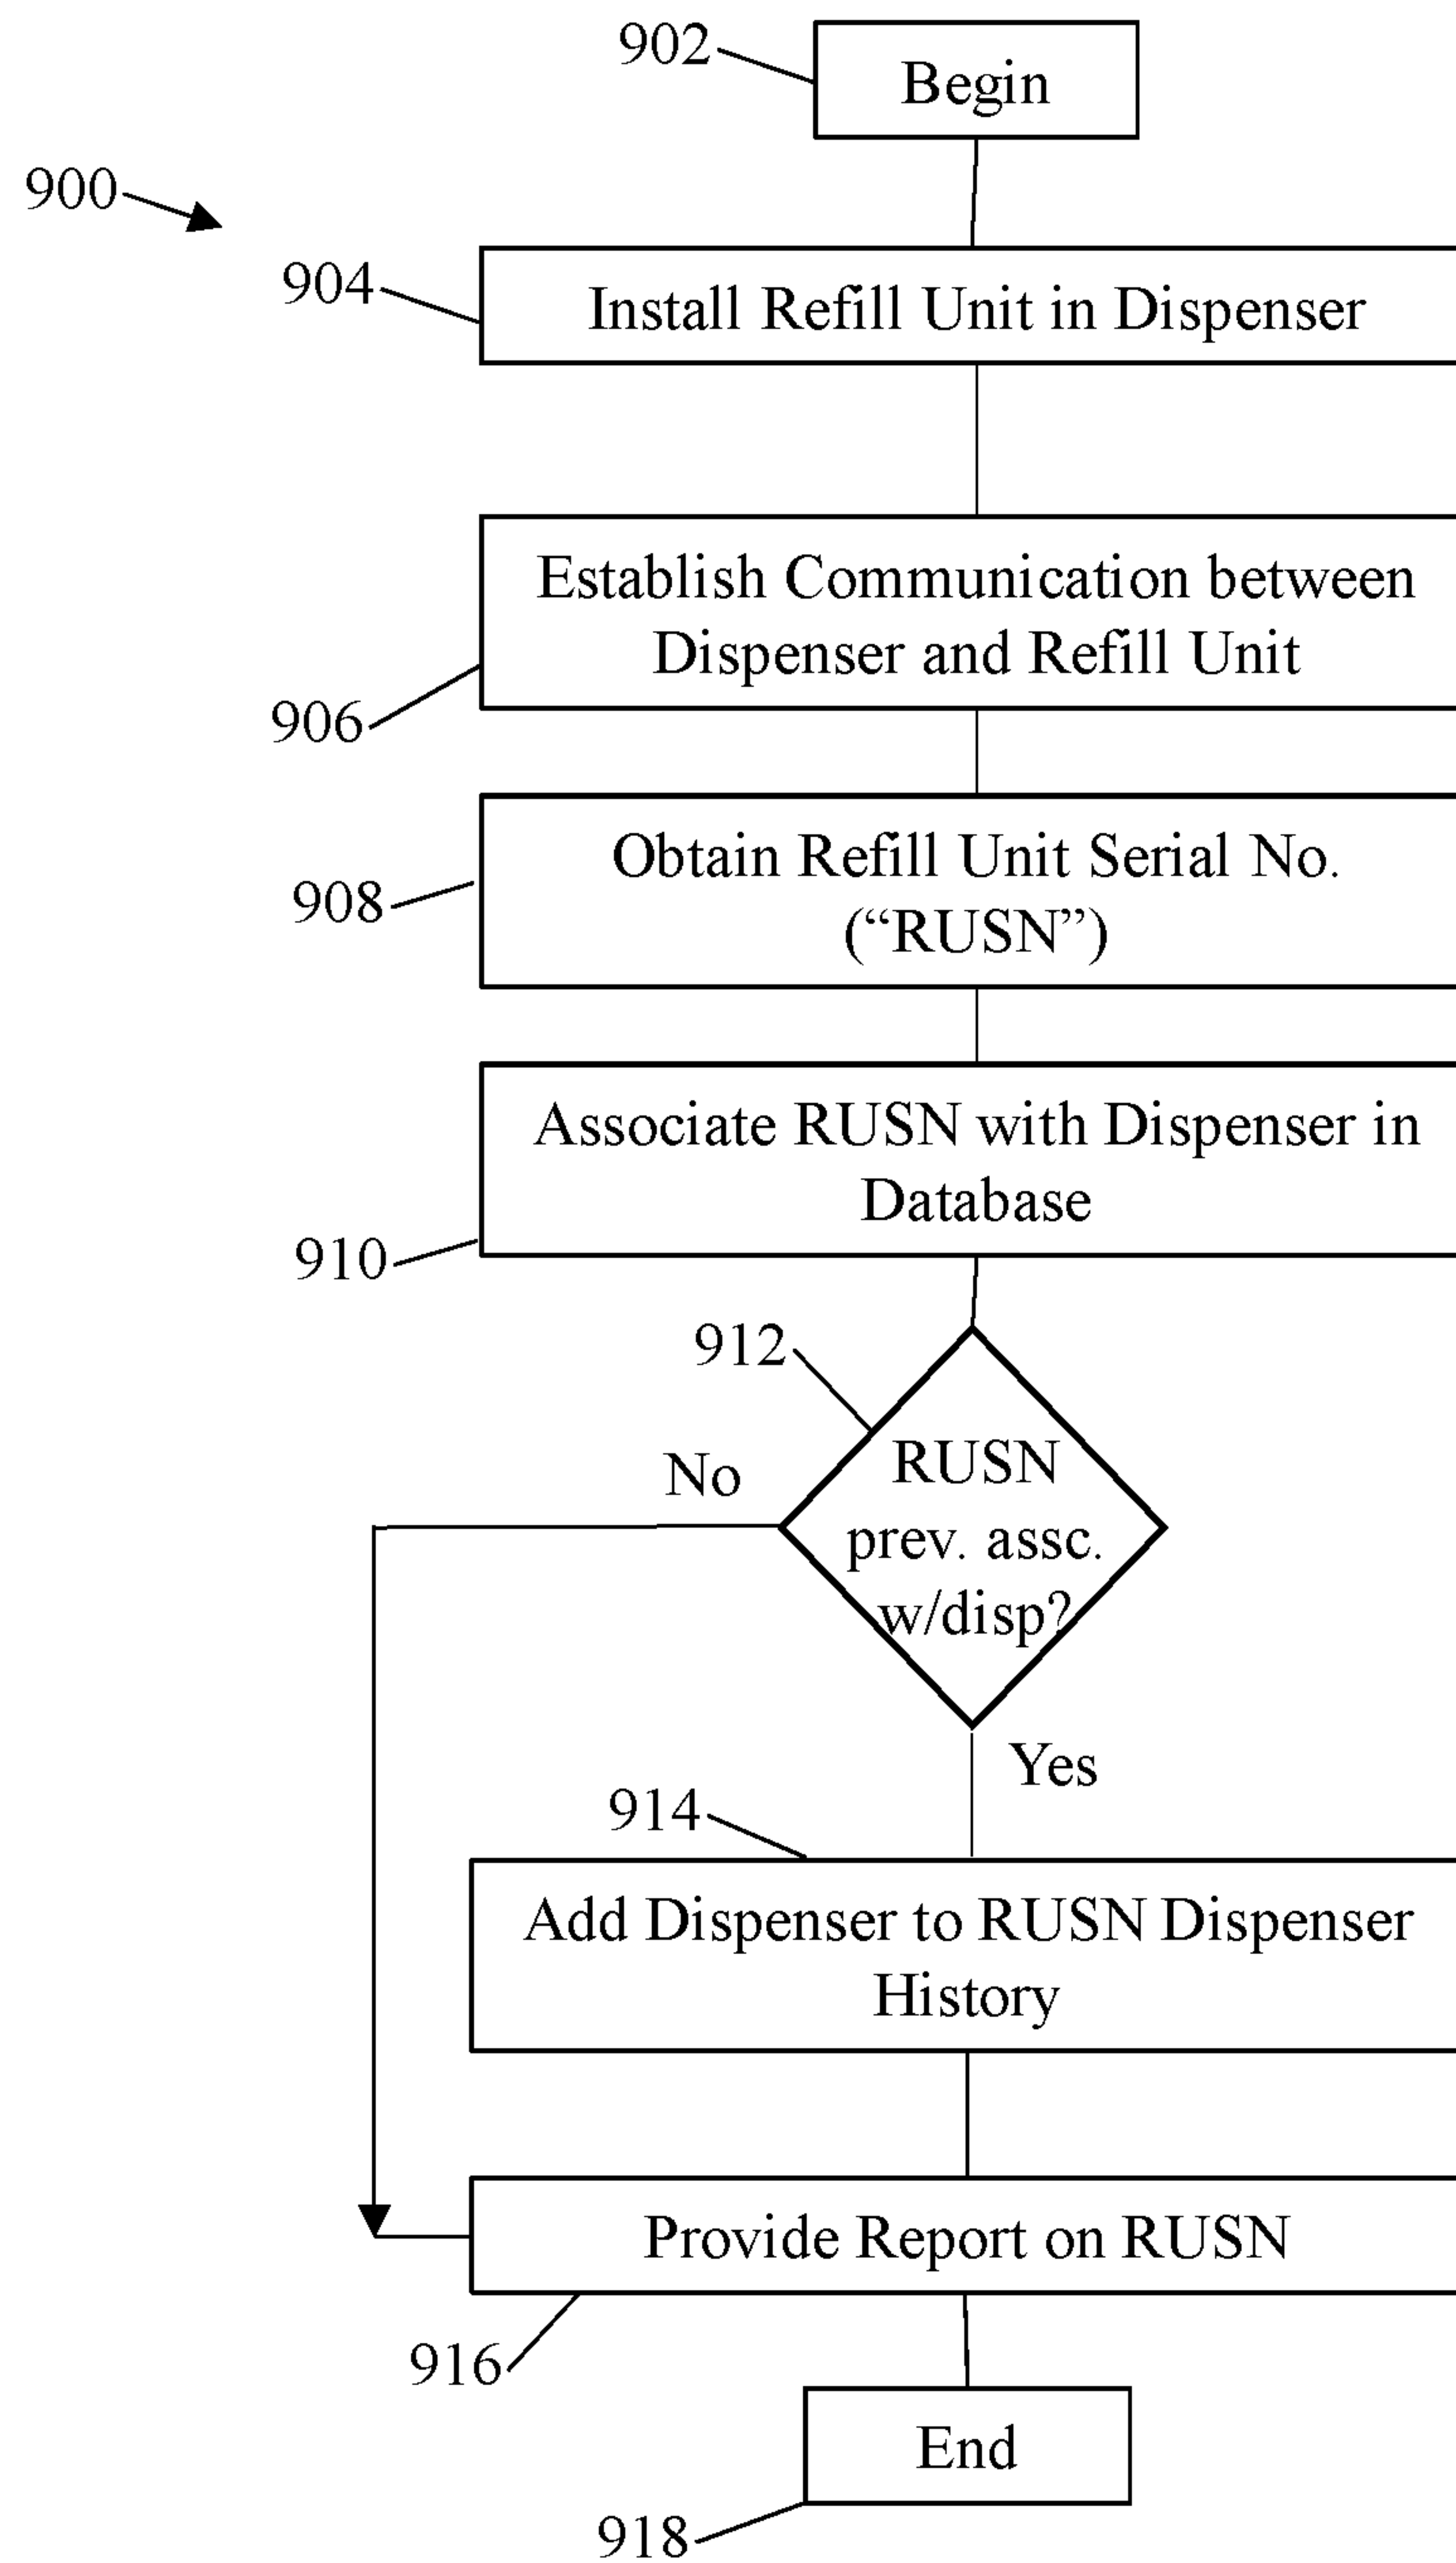 902
Begin
900
904
Install Refill Unit in Dispenser
Establish Communication between
Dispenser and Refill Unit
906
Obtain Refill Unit Serial No.
908
(“RUSN”)
Associate RUSN with Dispenser in
Database
910
912
RUSN
No
prev. assc.
w/disp?
Yes
914
Add Dispenser to RUSN Dispenser
History
Provide Report on RUSN
916
End
918